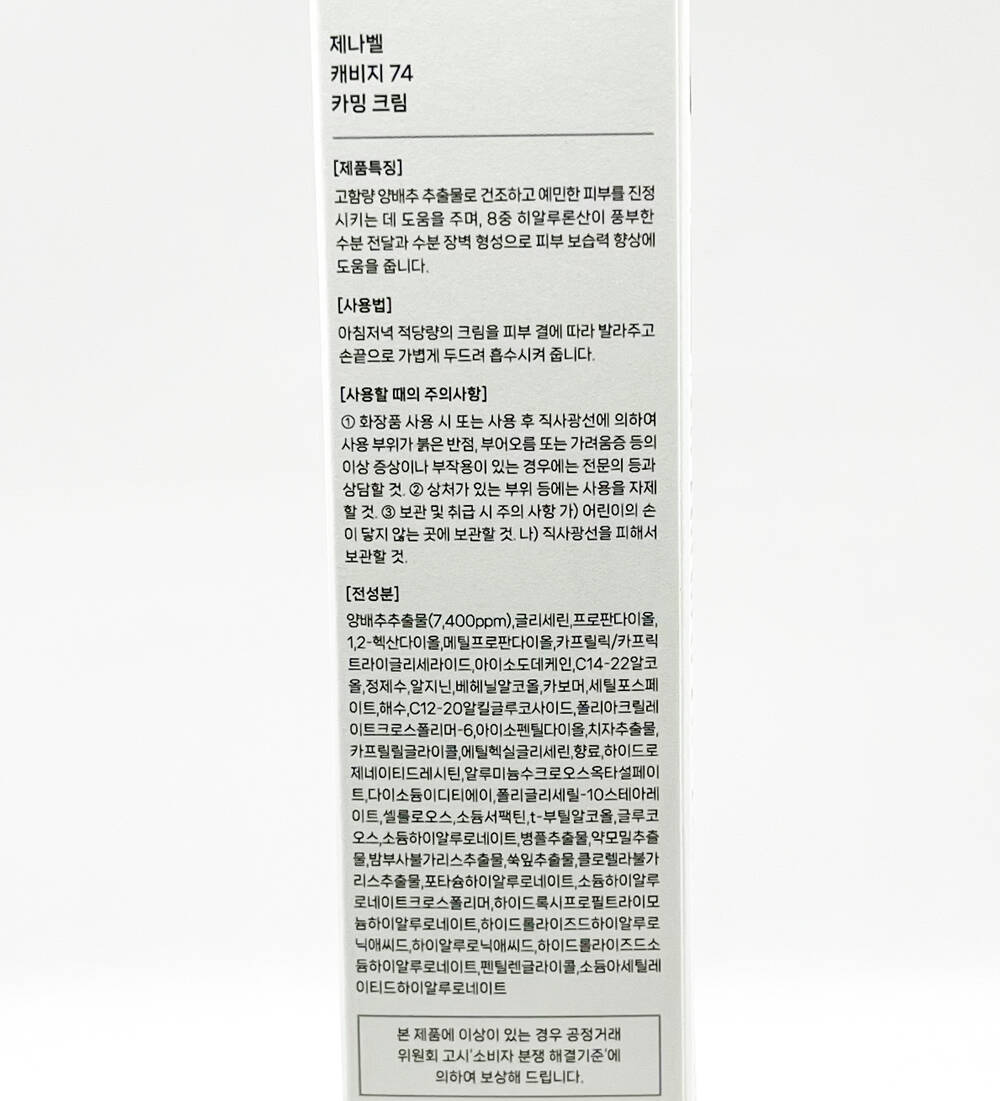 제나벨
캐비지 74
카밍 크림
[제품특징]
고함량 양배추 추출물로 건조하고 예민한 피부를 진정
시키는 데 도움을 주며, 8중 히알루론산이 풍부한
수분 전달과 수분 장벽 형성으로 피부 보습력 향상에
도움을 줍니다.
[사용법]
아침저녁 적당량의 크림을 피부 결에 따라 발라주고
손끝으로 가볍게 두드려 흡수시켜 줍니다.
[사용할 때의 주의사항]
① 화장품 사용 시 또는 사용 후 직사광선에 의하여
사용 부위가 붉은 반점, 부어오름 또는 가려움증 등의
이상 증상이나 부작용이 있는 경우에는 전문의 등과
상담할 것. ② 상처가 있는 부위 등에는 사용을 자제
할 것. ③ 보관 및 취급 시 주의 사항 가) 어린이의 손
이 닿지 않는 곳에 보관할 것. 나) 직사광선을 피해서
보관할 것.
[전성분]
양배추추출물(7,400ppm),글리세린,프로판다이올,
1,2-헥산다이올,메틸프로판다이올,카프릴릭/카프릭
트라이글리세라이드,아이소도데케인,C14-22알코
올,정제수,알지닌,베헤닐알코올,카보머,세틸포스페
이트,해수,C12-20알킬글루코사이드,폴리아크릴레
이트크로스폴리머-6,아이소펜틸다이올,치자추출물,
카프릴릴글라이콜,에틸헥실글리세린,향료,하이드로
제네이티드레시틴,알루미늄수크로오스옥타설페이
트,다이소듐이디티에이,폴리글리세릴-10스테아레
이트,셀룰로오스,소듐서팩틴,t-부틸알코올,글루코
오스,소듐하이알루로네이트,병풀추출물,약모밀추출
물,밤부사불가리스추출물,쑥잎추출물,클로렐라불가
리스추출물,포타슘하이알루로네이트,소듐하이알루
로네이트크로스폴리머,하이드록시프로필트라이모
늄하이알루로네이트,하이드롤라이즈드하이알루로
닉애씨드,하이알루로닉애씨드,하이드롤라이즈드소
듐하이알루로네이트,펜틸렌글라이콜,소듐아세틸레
이티드하이알루로네이트
본 제품에 이상이 있는 경우 공정거래
위원회 고시'소비자 분쟁 해결기준'에
의하여 보상해 드립니다.